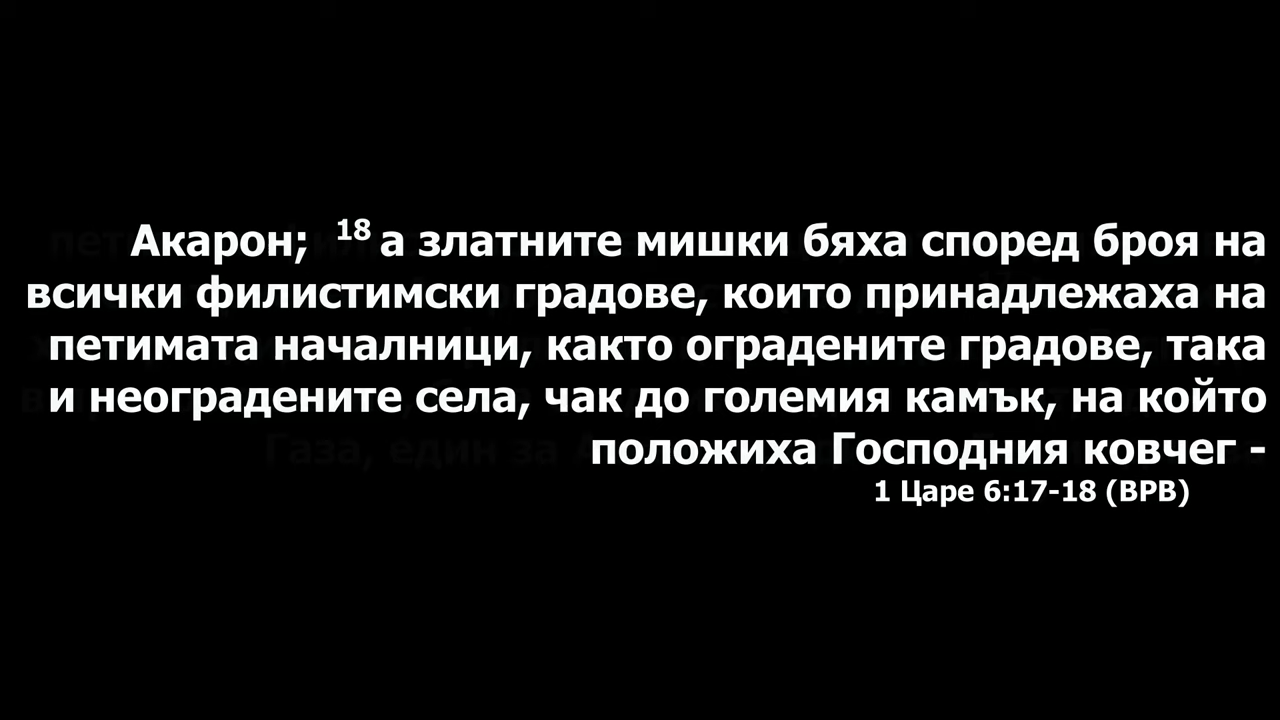 Акарон; 18 а златните мишки бяха според броя на
всички филистимски градове, които принадлежаха на
петимата началници, както оградените градове, така
и неоградените села, чак до големия камък, на който
положиха Господния ковчег -
1 Царе 6:17-18 (ВРВ)